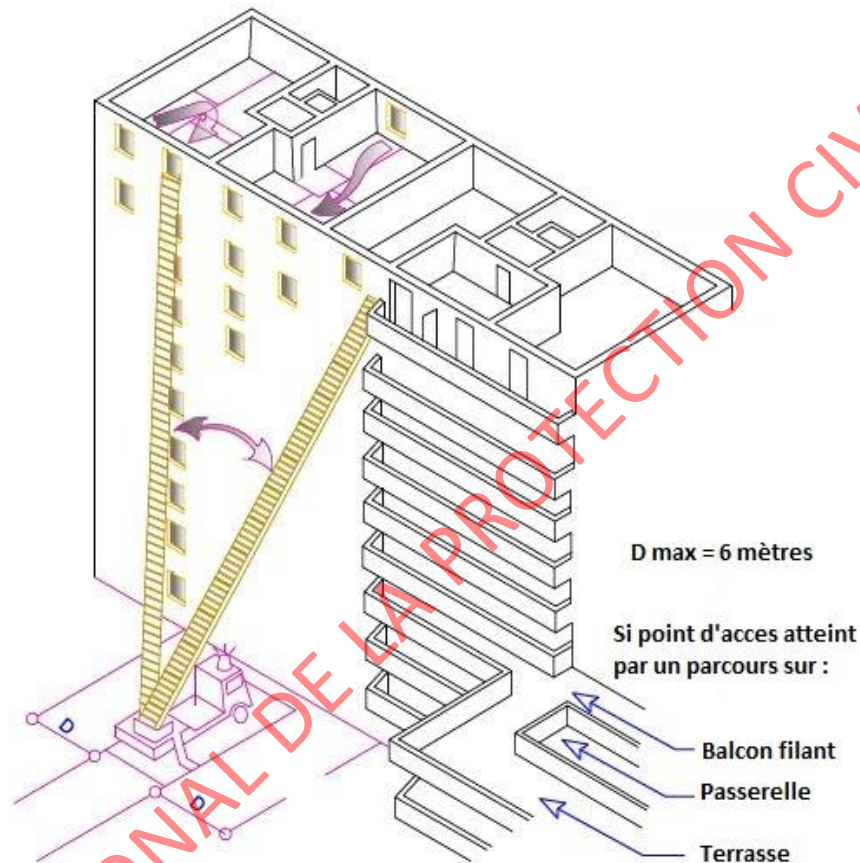 ONAL DE LA PROTECTION CIV
D max = 6 mètres
Si point d'acces atteint
par un parcours sur :
Balcon filant
Passerelle
Terrasse
D
D